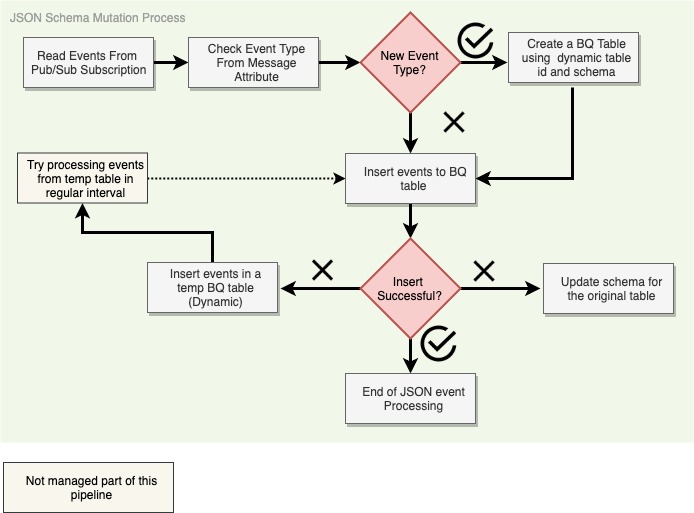 JSON Schema Mutation Process
Read Events From
Pub/Sub Subscription
Check Event Type
From Message
Attribute
New Event
Type?
Create a BQ Table
using dynamic table
id and schema
Try processing events
from temp table in
regular interval
Insert events to BQ
table
Insert events in a
temp BQ table
(Dynamic)
Insert
Successful?
Update schema for
the original table
End of JSON event
Processing
Not managed part of this
pipeline